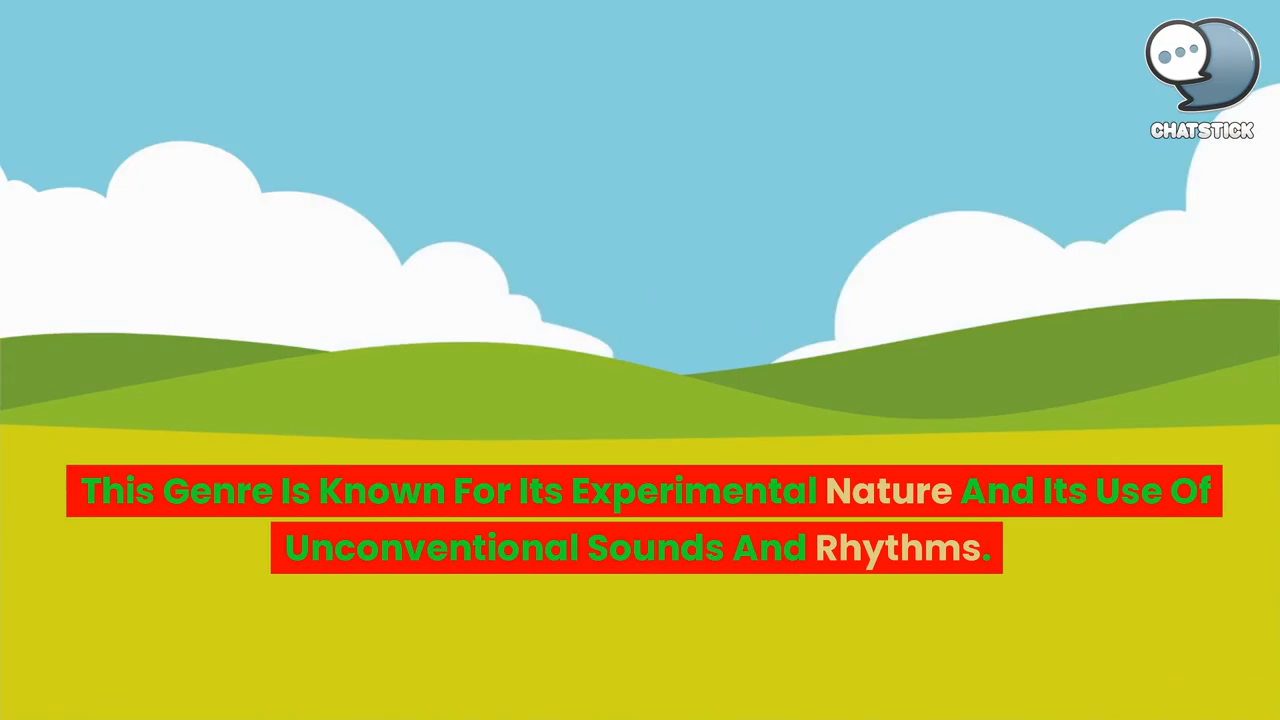 CHATSTICK
This Genre Is Known For Its Experimental Nature And Its Use Of
Unconventional Sounds And Rhythms.